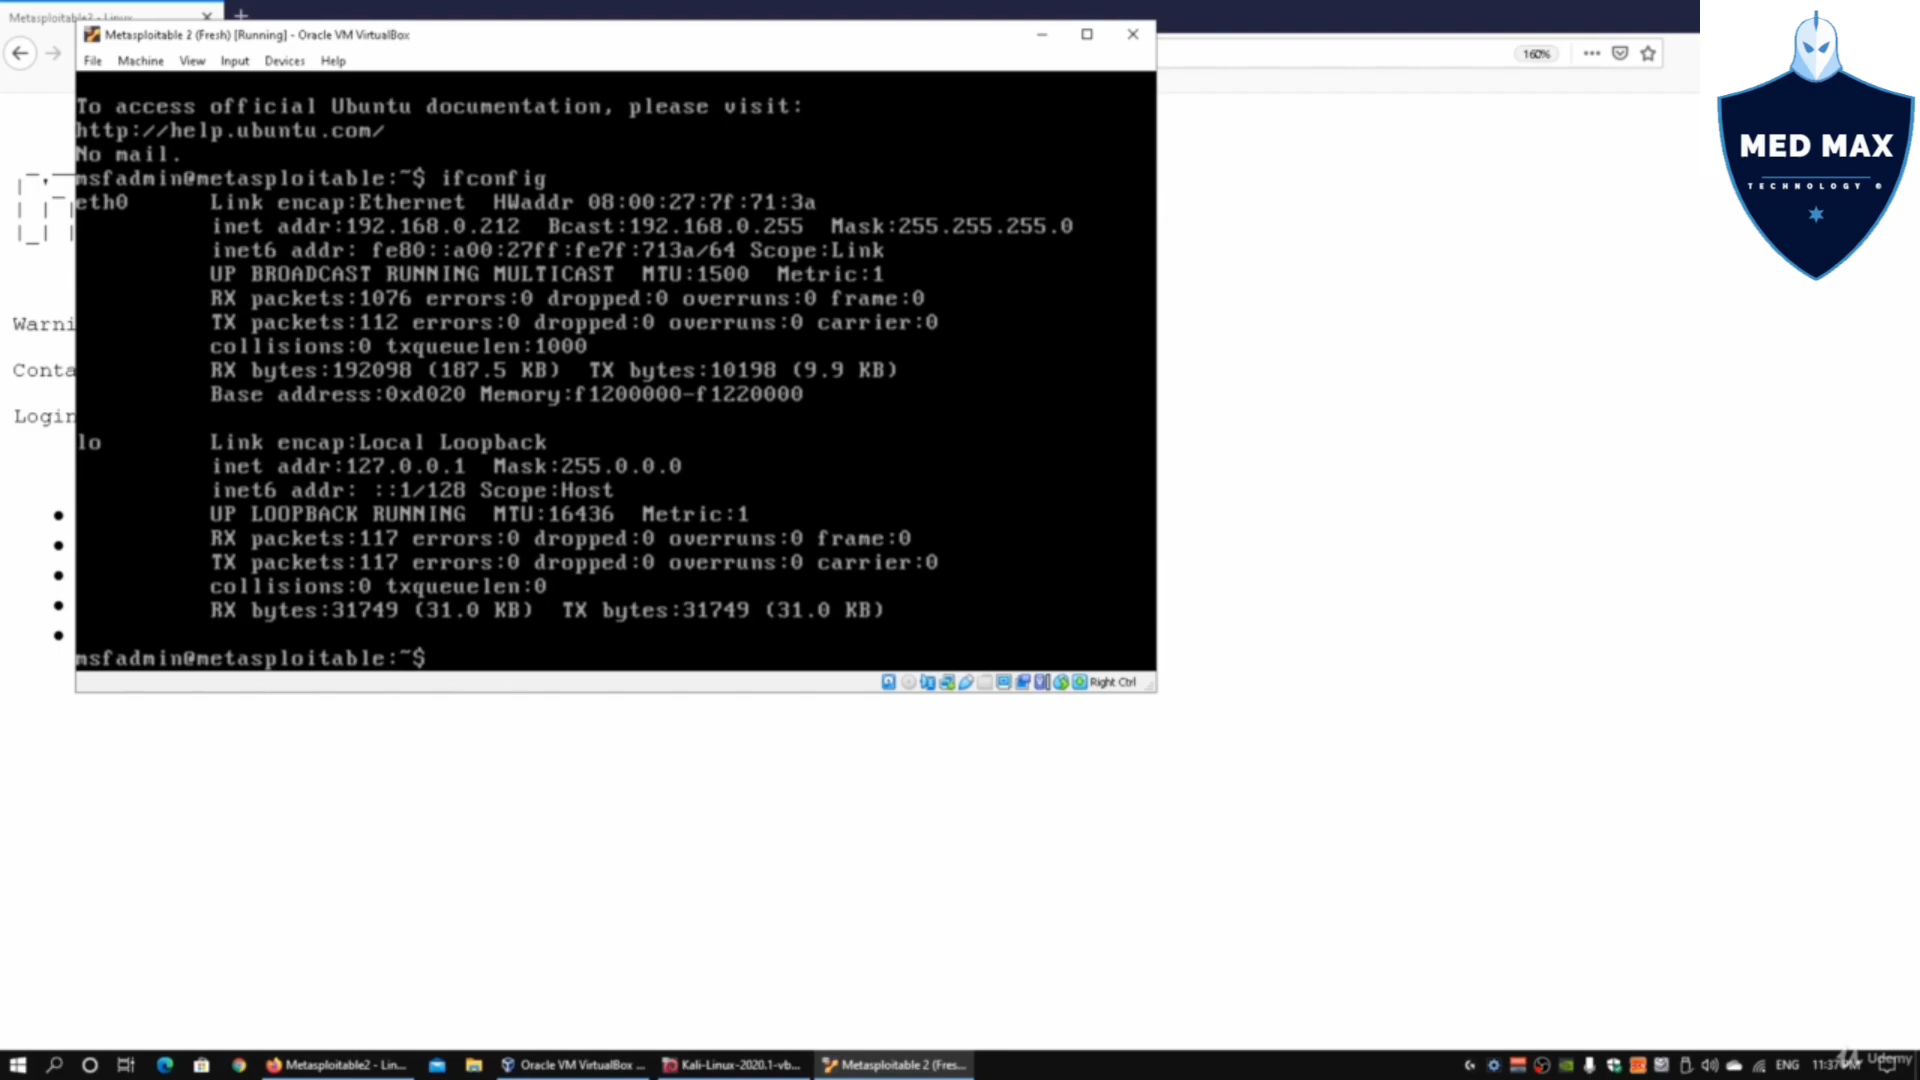 Metasploitable2 - Linux
Metasploitable 2 (Fresh) [Running] - Oracle VM VirtualBox
File Machine View Input Devices Help
160%
To access official Ubuntu documentation, please visit:
http://help.ubuntu.com/
No mail.
msfadmin@metasploitable:~$ ifconfig
eth0 Link encap:Ethernet HWaddr 08:00:27:7f:71:3a
inet addr:192.168.0.212 Bcast:192.168.0.255 Mask:255.255.255.0
inet6 addr: fe80::a00:27ff:fe7f:713a/64 Scope:Link
UP BROADCAST RUNNING MULTICAST MTU:1500 Metric:1
RX packets:1076 errors:0 dropped:0 overruns:0 frame:0
TX packets:112 errors:0 dropped:0 overruns:0 carrier:0
collisions:0 txqueuelen:1000
RX bytes:192098 (187.5 KB) TX bytes:10198 (9.9 KB)
Base address:0xd020 Memory:f1200000-f1220000
lo Link encap:Local Loopback
inet addr:127.0.0.1 Mask:255.0.0.0
inet6 addr: ::1/128 Scope:Host
UP LOOPBACK RUNNING MTU:16436 Metric:1
RX packets:117 errors:0 dropped:0 overruns:0 frame:0
TX packets:117 errors:0 dropped:0 overruns:0 carrier:0
collisions:0 txqueuelen:0
RX bytes:31749 (31.0 KB) TX bytes:31749 (31.0 KB)
msfadmin@metasploitable:~$
Right Ctrl
Warni
Conta
Login
MED MAX
TECHNOLOGY ®
Metasploitable2 - Lin...
Oracle VM VirtualBox ...
Kali-Linux-2020.1-vb...
Metasploitable 2 (Fres...
ENG
Udemy